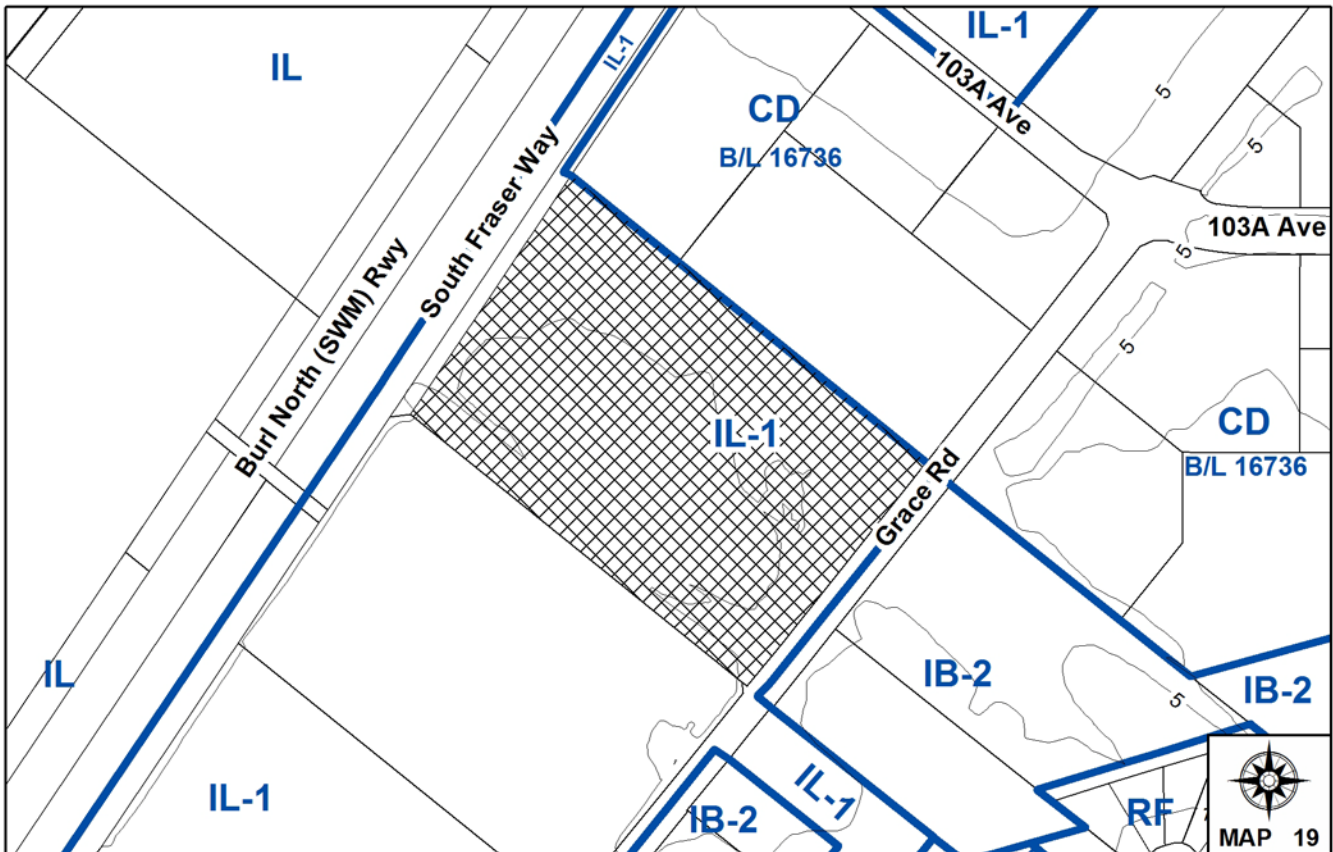 IL-1
IL
IL-1
CD
B/L 16736
103A Ave
5
5
103A Ave
5
South Fraser Way
Burl North (SWM) Rwy
5
IL-1
CD
B/L 16736
Grace Rd
IL
IB-2
IB-2
5
IL-1
IL-1
IB-2
RF
MAP 19